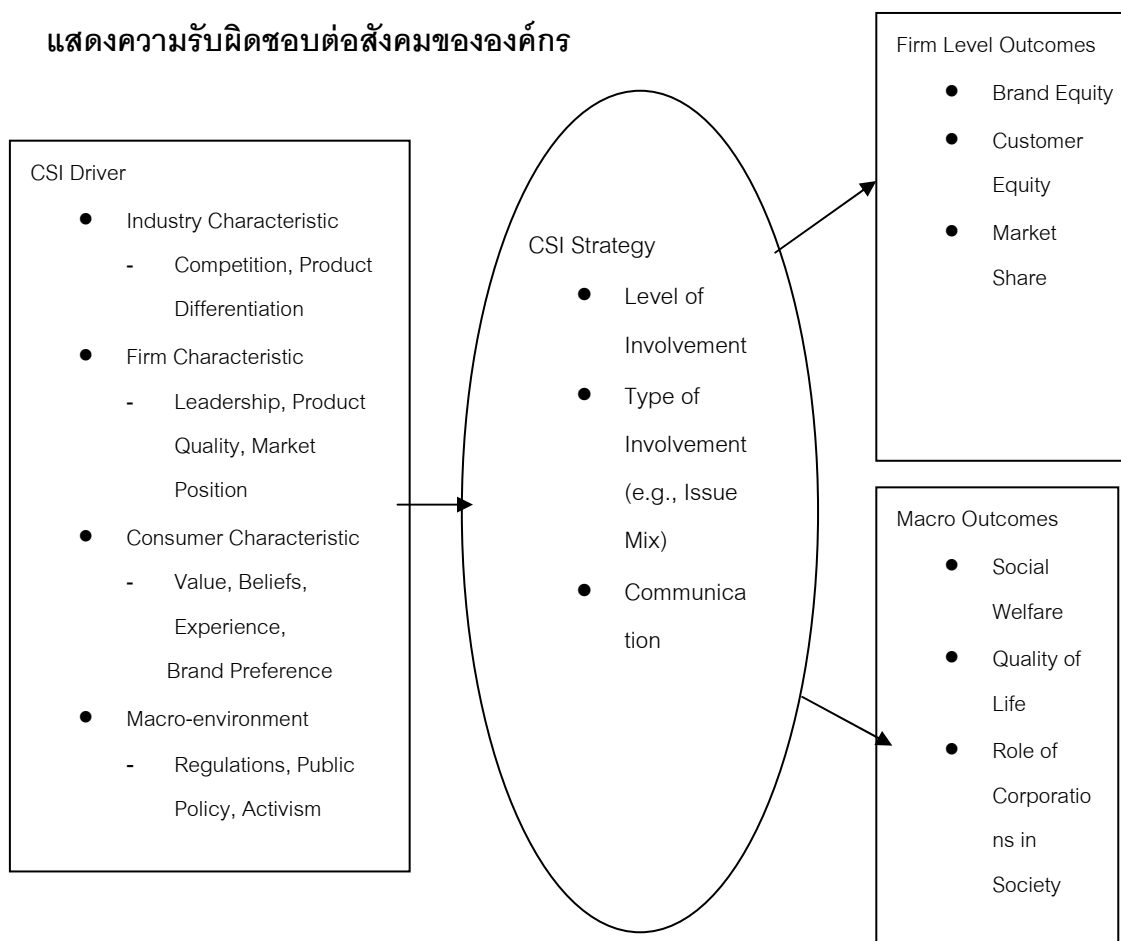 แสดงความรับผิดชอบต่อสังคมขององค์กร
CSI Driver
● Industry Characteristic
- Competition, Product
Differentiation
● Firm Characteristic
- Leadership, Product
Quality, Market
Position
● Consumer Characteristic
- Value, Beliefs,
Experience,
Brand Preference
● Macro-environment
- Regulations, Public
Policy, Activism
CSI Strategy
● Level of
Involvement
● Type of
Involvement
(e.g., Issue
Mix)
● Communica
tion
Firm Level Outcomes
● Brand Equity
● Customer
Equity
● Market
Share
Macro Outcomes
● Social
Welfare
● Quality of
Life
● Role of
Corporatio
ns in
Society